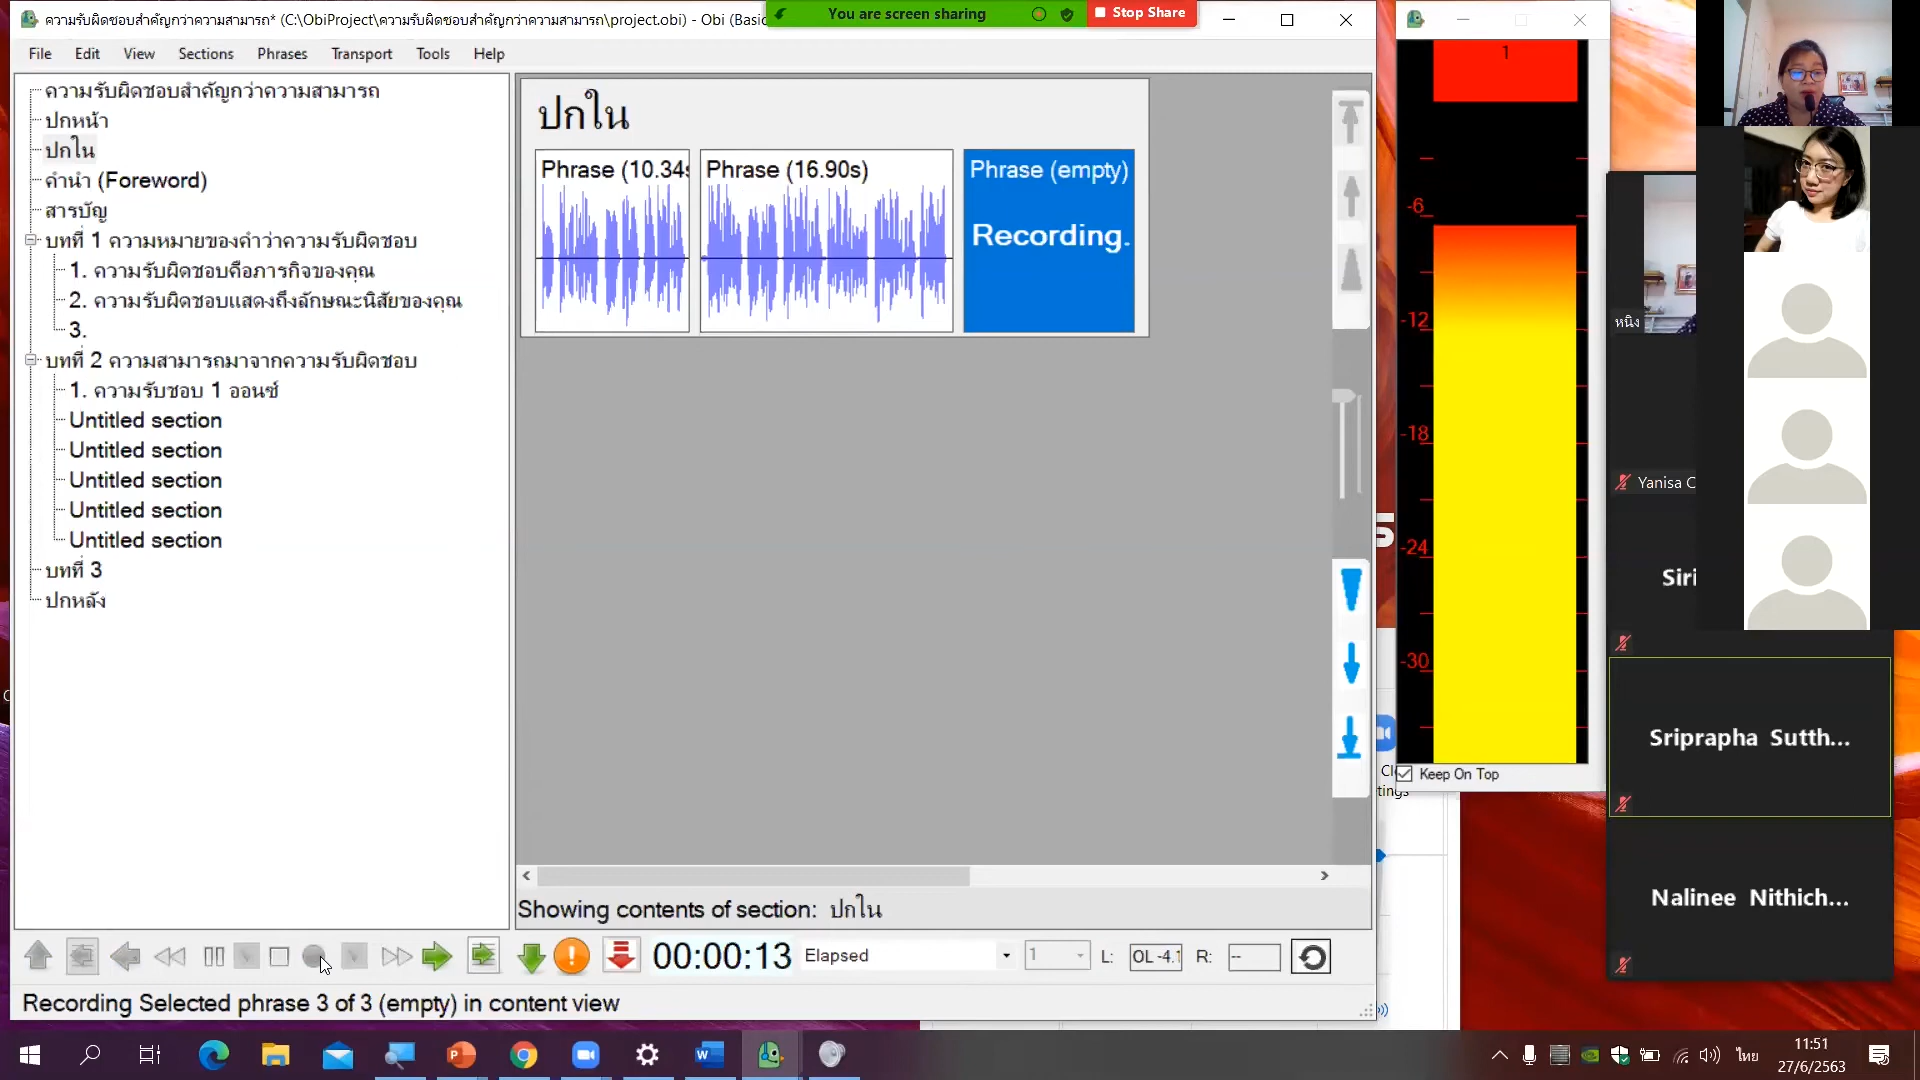 ความรับผิดชอบสำคัญกว่าความสามารถ* (C:\ObiProject\ความรับผิดชอบสำคัญกว่าความสามารถ\project.obi) - Obi (Basic
You are screen sharing
Stop Share
File Edit View Sections Phrases Transport Tools Help
ความรับผิดชอบสำคัญกว่าความสามารถ
ปกหน้า
ปกใน
คำนำ (Foreword)
สารบัญ
บทที่ 1 ความหมายของคำว่าความรับผิดชอบ
1. ความรับผิดชอบคือภารกิจของคุณ
2. ความรับผิดชอบแสดงถึงลักษณะนิสัยของคุณ
3.
บทที่ 2 ความสามารถมาจากความรับผิดชอบ
1. ความรับชอบ 1 ออนซ์
Untitled section
Untitled section
Untitled section
Untitled section
Untitled section
บทที่ 3
ปกหลัง
ปกใน
Phrase (10.34s
Phrase (16.90s)
Phrase (empty)
Recording.
Showing contents of section: ปกใน
00:00:13
Elapsed
1
L:
OL -4.1
R:
--
Recording Selected phrase 3 of 3 (empty) in content view
1
-6
-12
-18
-24
-30
Keep On Top
tings
หนิง
Yanisa C
Siri
Sriprapha Sutth...
Nalinee Nithich...
ไทย
11:51
27/6/2563